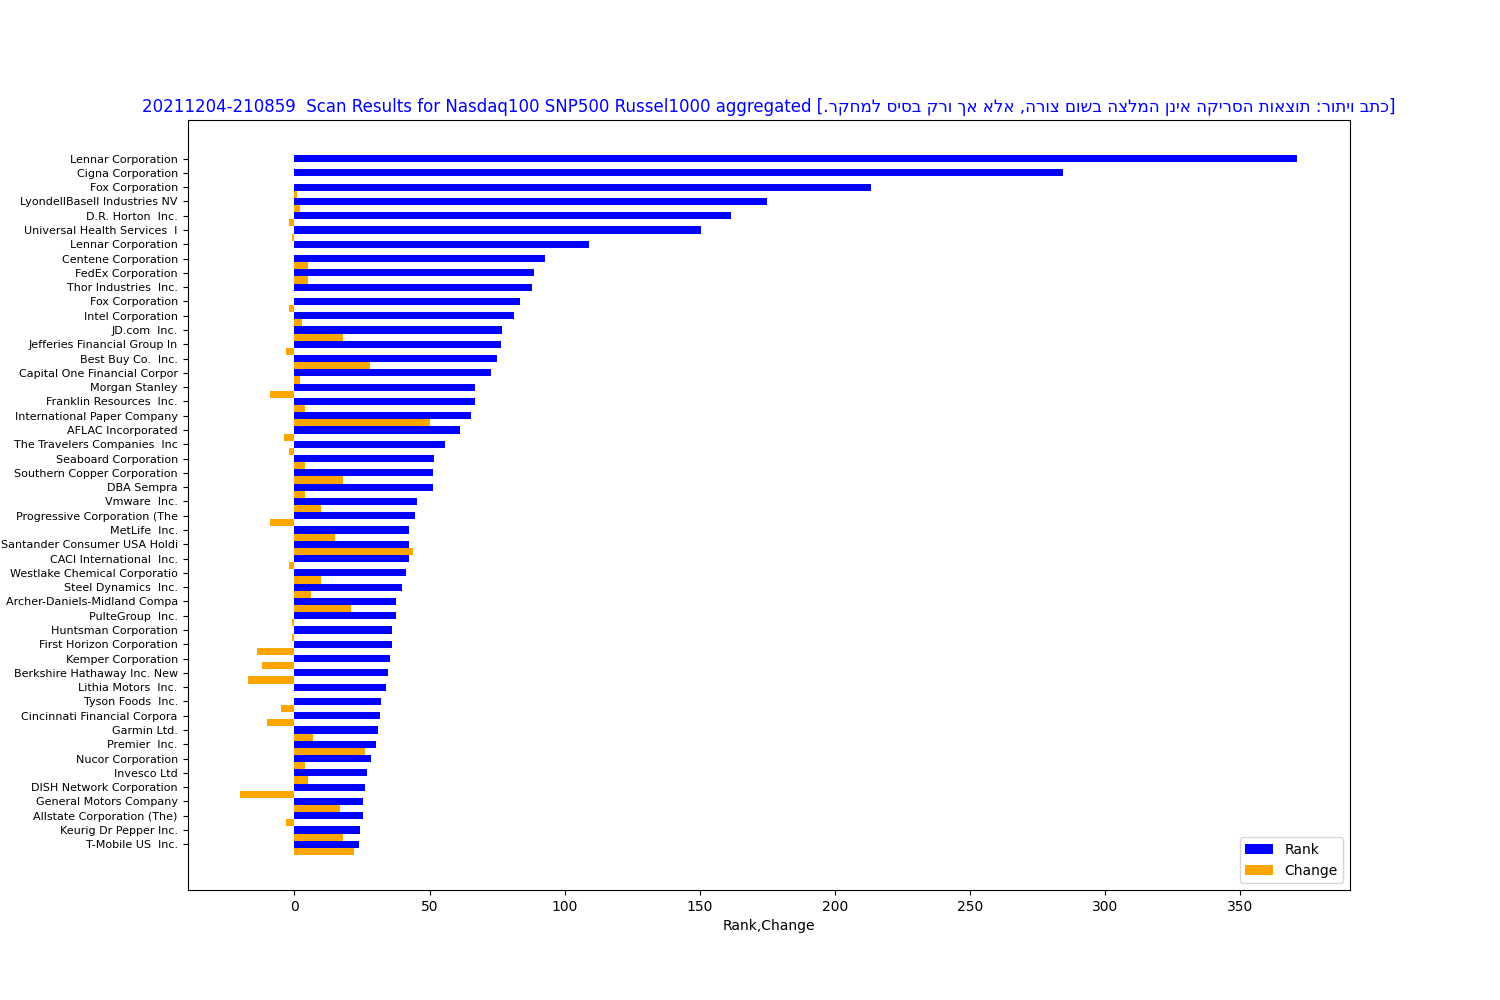 20211204-210859  Scan Results for Nasdaq100 SNP500 Russel1000 aggregated [כתב ויתור: תוצאות הסריקה אינן המלצה בשום צורה, אלא אך ורק בסיס למחקר.]
Lennar Corporation
Cigna Corporation
Fox Corporation
LyondellBasell Industries NV
D.R. Horton  Inc.
Universal Health Services  I
Lennar Corporation
Centene Corporation
FedEx Corporation
Thor Industries  Inc.
Fox Corporation
Intel Corporation
JD.com  Inc.
Jefferies Financial Group In
Best Buy Co.  Inc.
Capital One Financial Corpor
Morgan Stanley
Franklin Resources  Inc.
International Paper Company
AFLAC Incorporated
The Travelers Companies  Inc
Seaboard Corporation
Southern Copper Corporation
DBA Sempra
Vmware  Inc.
Progressive Corporation (The
MetLife  Inc.
Santander Consumer USA Holdi
CACI International  Inc.
Westlake Chemical Corporatio
Steel Dynamics  Inc.
Archer-Daniels-Midland Compa
PulteGroup  Inc.
Huntsman Corporation
First Horizon Corporation
Kemper Corporation
Berkshire Hathaway Inc. New
Lithia Motors  Inc.
Tyson Foods  Inc.
Cincinnati Financial Corpora
Garmin Ltd.
Premier  Inc.
Nucor Corporation
Invesco Ltd
DISH Network Corporation
General Motors Company
Allstate Corporation (The)
Keurig Dr Pepper Inc.
T-Mobile US  Inc.
Rank
Change
0 50 100 150 200 250 300 350
Rank,Change